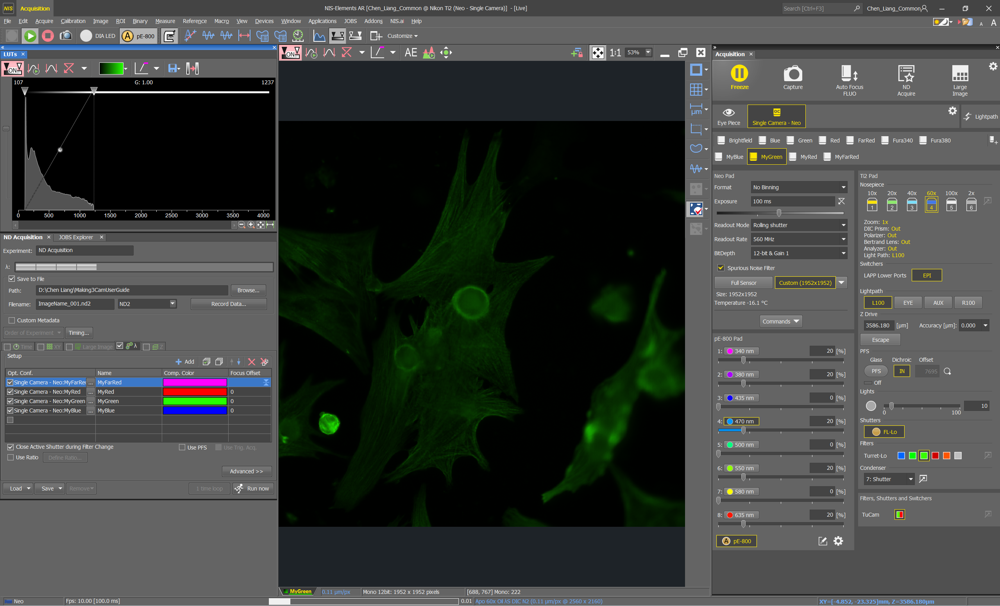 NIS Acquisition NIS-Elements AR [Chen_Liang_Common @ Nikon Ti2 (Neo - Single Camera)] - [Live] Search [Ctrl+F3] Chen_Liang_Common
File Edit Acquire Calibration Image ROI Binary Measure Reference Macro View Devices Window Applications JOBS Addons NIS.ai Help
DIA LED A pE-800 Customize
LUTs
ON
107 G: 1.00 1237
0 500 1000 1500 2000 2500 3000 3500 4000
ND Acquisition JOBS Explorer
Experiment: ND Acquisition
λ:
Save to File
Path: D:\Chen Liang\Making3CamUserGuide Browse...
Filename: ImageName_001.nd2 ND2 Record Data...
Custom Metadata
Order of Experiment Timing...
Time XY Large Image λ Z
Setup
Add
Opt. Conf. Name Comp. Color Focus Offset
Single Camera - Neo:MyFarRed ... MyFarRed
Single Camera - Neo:MyRed ... MyRed 0
Single Camera - Neo:MyGreen ... MyGreen 0
Single Camera - Neo:MyBlue ... MyBlue 0
Close Active Shutter during Filter Change Use PFS Use Trig. Acq.
Use Ratio Define Ratio...
Advanced >>
Load Save Remove 1 time loop Run now
ON AE 1:1 53%
µm
MyGreen 0.11 µm/px Mono 12bit: 1952 x 1952 pixels [688, 767] Mono: 222
Acquisition
Freeze Capture Auto Focus FLUO ND Acquire Large Image
Eye Piece OC Single Camera - Neo Lightpath
Brightfield Blue Green Red FarRed Fura340 Fura380
MyBlue MyGreen MyRed MyFarRed
Neo Pad
Format No Binning
Exposure 100 ms
Readout Mode Rolling shutter
Readout Rate 560 MHz
BitDepth 12-bit & Gain 1
Spurious Noise Filter
Full Sensor Custom (1952x1952)
Size: 1952x1952
Temperature -16.1 °C
Commands
pE-800 Pad
1: 340 nm 20 [%]
2: 380 nm 20 [%]
3: 435 nm 0 [%]
4: 470 nm 20 [%]
5: 500 nm 0 [%]
6: 550 nm 20 [%]
7: 580 nm 0 [%]
8: 635 nm 20 [%]
A pE-800
Ti2 Pad
Nosepiece
10x 20x 40x 60x 100x 2x
1 2 3 4 5 6
Zoom: 1x
DIC Prism: Out
Polarizer: Out
Bertrand Lens: Out
Analyzer: Out
Light Path: L100
Switchers
LAPP Lower Ports EPI
Lightpath
L100 EYE AUX R100
Z Drive
3586.180 [µm] Accuracy [µm]: 0.000
Escape
PFS
Glass Dichroic Offset
PFS IN 7695
Off
Lights
10
0 100
Shutters
FL-Lo
Filters
Turret-Lo
Condenser
7: Shutter
Filters, Shutters and Switchers
TuCam
Neo Fps: 10.00 [100.0 ms] 0.01 Apo 60x Oil λS DIC N2 (0.11 µm/px @ 2560 x 2160) XY=[-4.852, -23.325]mm, Z=3586.180µm